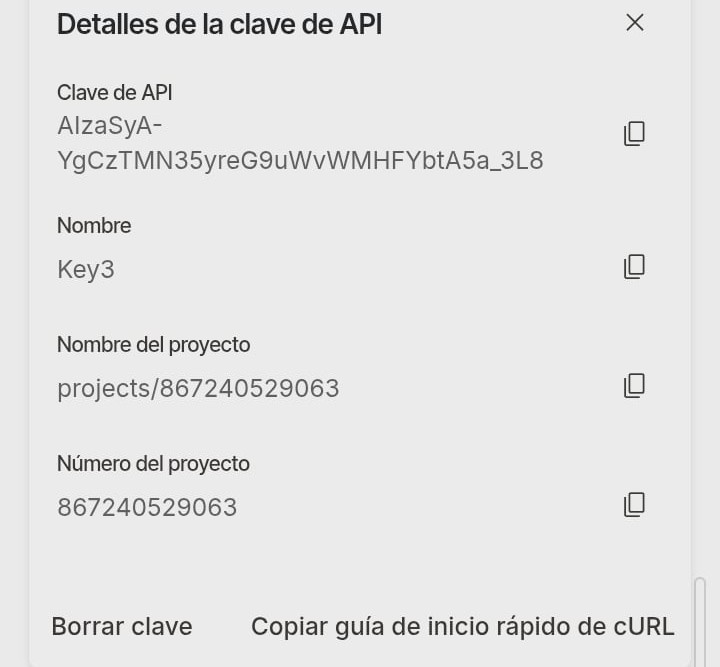 Detalles de la clave de API
Clave de API
AIzaSyA-
YgCzTMN35yreG9uWvWMHFYbtA5a_3L8
Nombre
Key3
Nombre del proyecto
projects/867240529063
Número del proyecto
867240529063
Borrar clave Copiar guía de inicio rápido de cURL